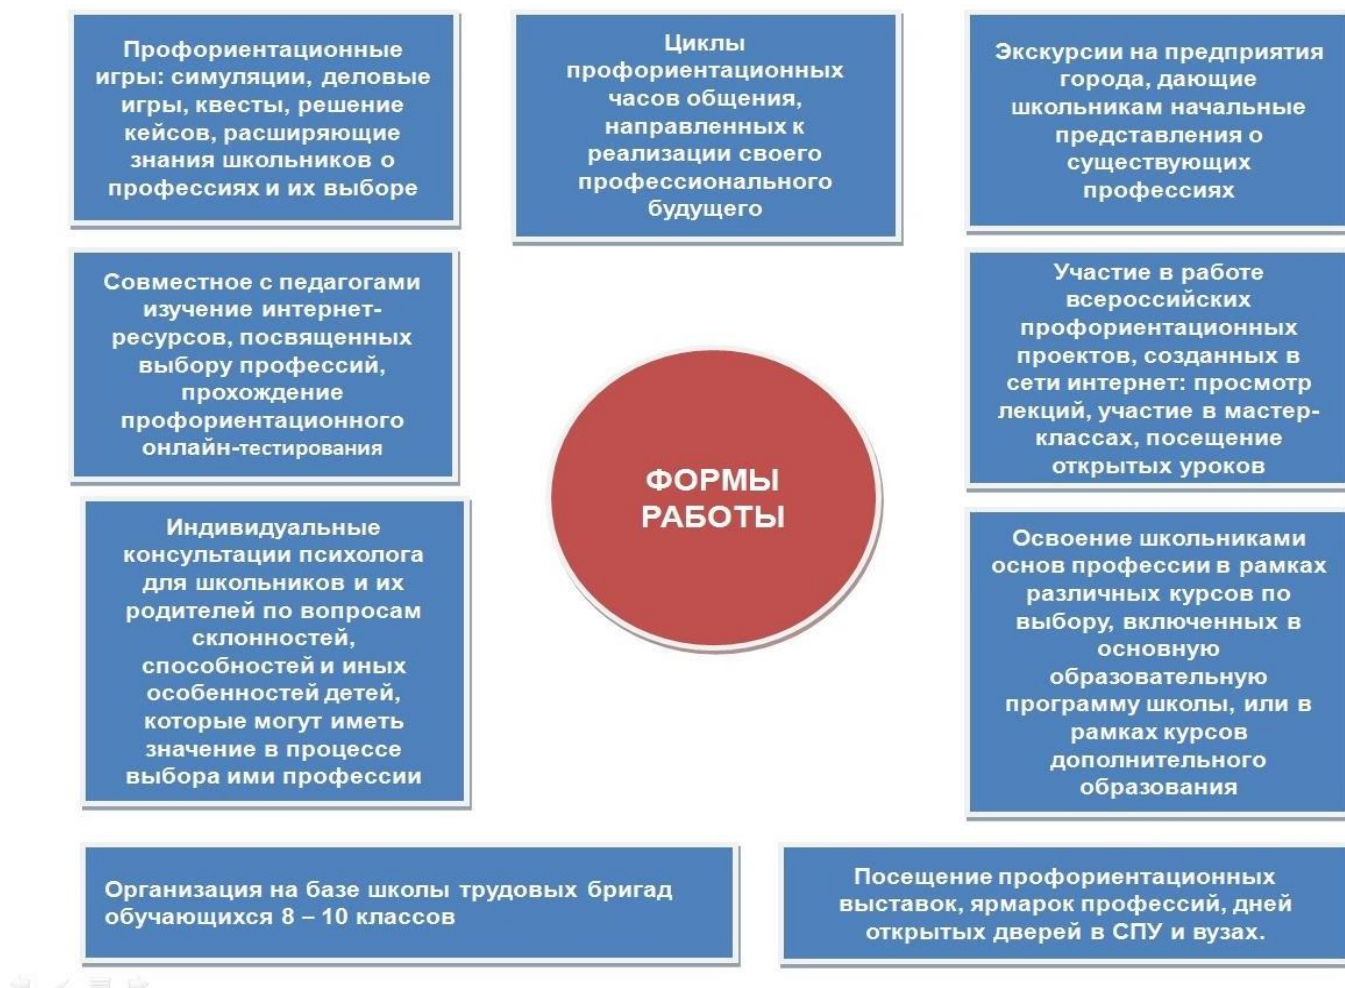 Профориентационные
игры: симуляции, деловые
игры, квесты, решение
кейсов, расширяющие
знания школьников о
профессиях и их выборе
Циклы
профориентационных
часов общения,
направленных к
реализации своего
профессионального
будущего
Экскурсии на предприятия
города, дающие
школьникам начальные
представления о
существующих
профессиях
Совместное с педагогами
изучение интернет-
ресурсов, посвященных
выбору профессий,
прохождение
профориентационного
онлайн-тестирования
Участие в работе
всероссийских
профориентационных
проектов, созданных в
сети интернет: просмотр
лекций, участие в мастер-
классах, посещение
открытых уроков
ФОРМЫ
РАБОТЫ
Индивидуальные
консультации психолога
для школьников и их
родителей по вопросам
склонностей,
способностей и иных
особенностей детей,
которые могут иметь
значение в процессе
выбора ими профессии
Освоение школьниками
основ профессии в рамках
различных курсов по
выбору, включенных в
основную
образовательную
программу школы, или в
рамках курсов
дополнительного
образования
Организация на базе школы трудовых бригад
обучающихся 8 – 10 классов
Посещение профориентационных
выставок, ярмарок профессий, дней
открытых дверей в СПУ и вузах.